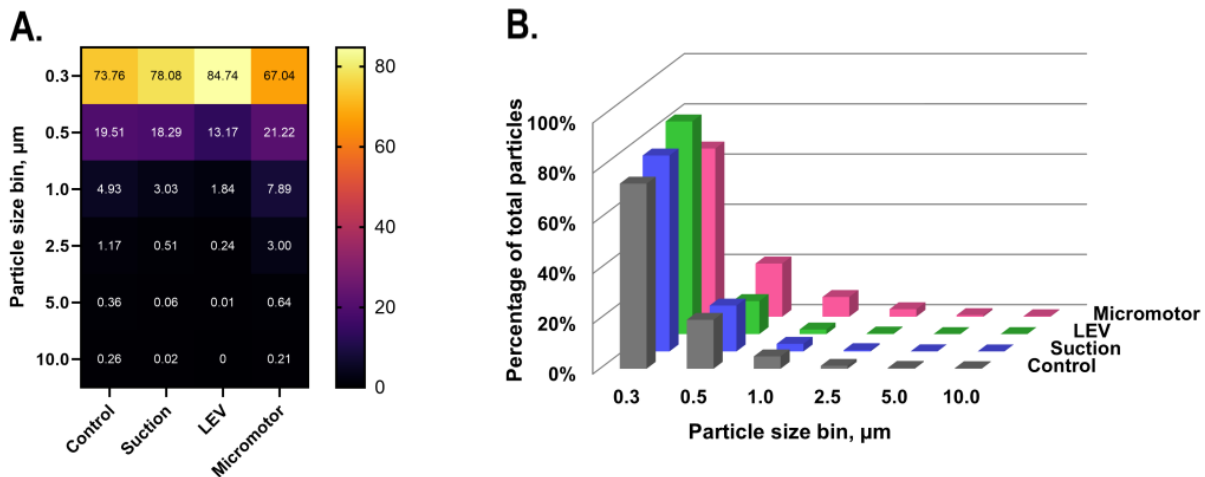 A.
Particle size bin, µm
0.3 73.76 78.08 84.74 67.04
0.5 19.51 18.29 13.17 21.22
1.0 4.93 3.03 1.84 7.89
2.5 1.17 0.51 0.24 3.00
5.0 0.36 0.06 0.01 0.64
10.0 0.26 0.02 0 0.21
Control Suction LEV Micromotor
80
60
40
20
0
B.
Percentage of total particles
100%
80%
60%
40%
20%
0%
Micromotor
LEV
Suction
Control
0.3 0.5 1.0 2.5 5.0 10.0
Particle size bin, µm